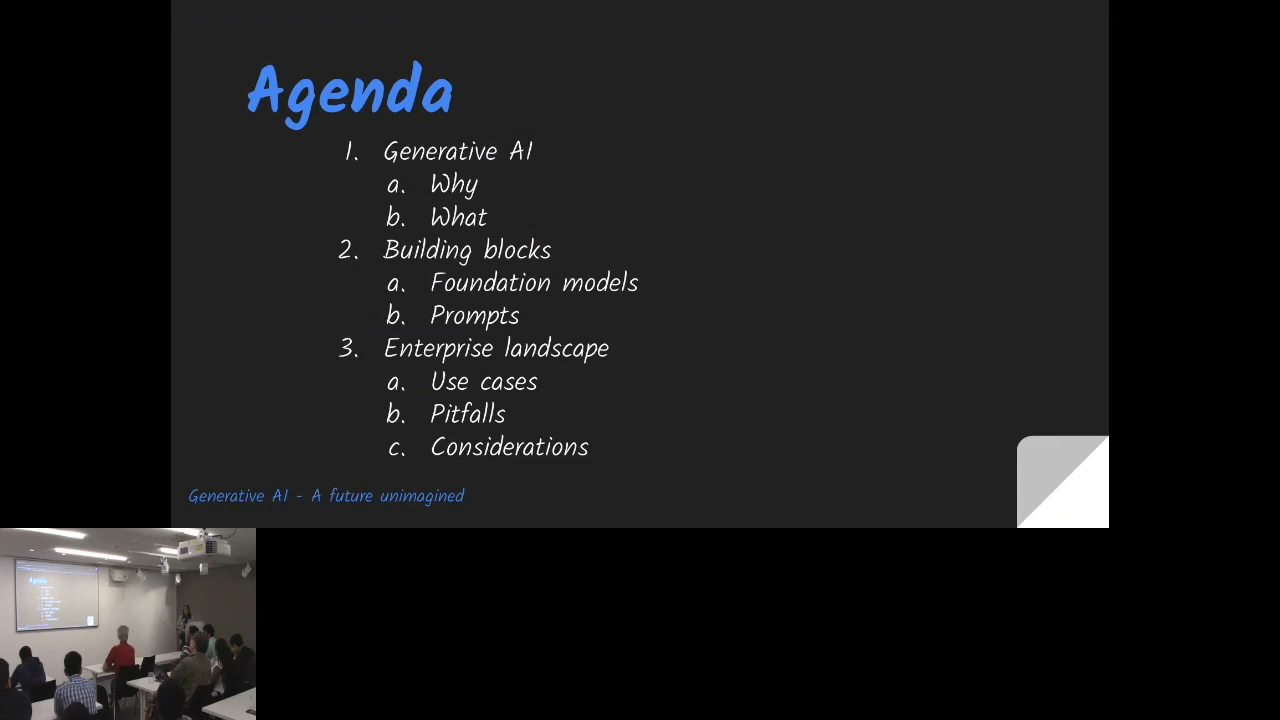 Agenda
1. Generative AI
a. Why
b. What
2. Building blocks
a. Foundation models
b. Prompts
3. Enterprise landscape
a. Use cases
b. Pitfalls
c. Considerations
Generative AI - A future unimagined
Agenda